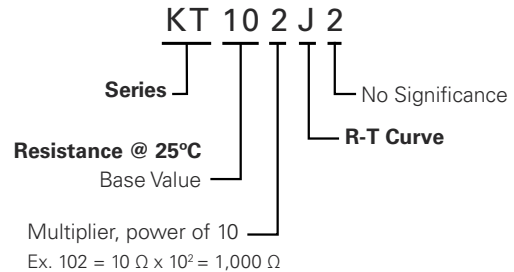 KT 10 2 J 2
Series
No Significance
R-T Curve
Resistance @ 25ºC
Base Value
Multiplier, power of 10
Ex. 102 = 10 Ω x 10² = 1,000 Ω